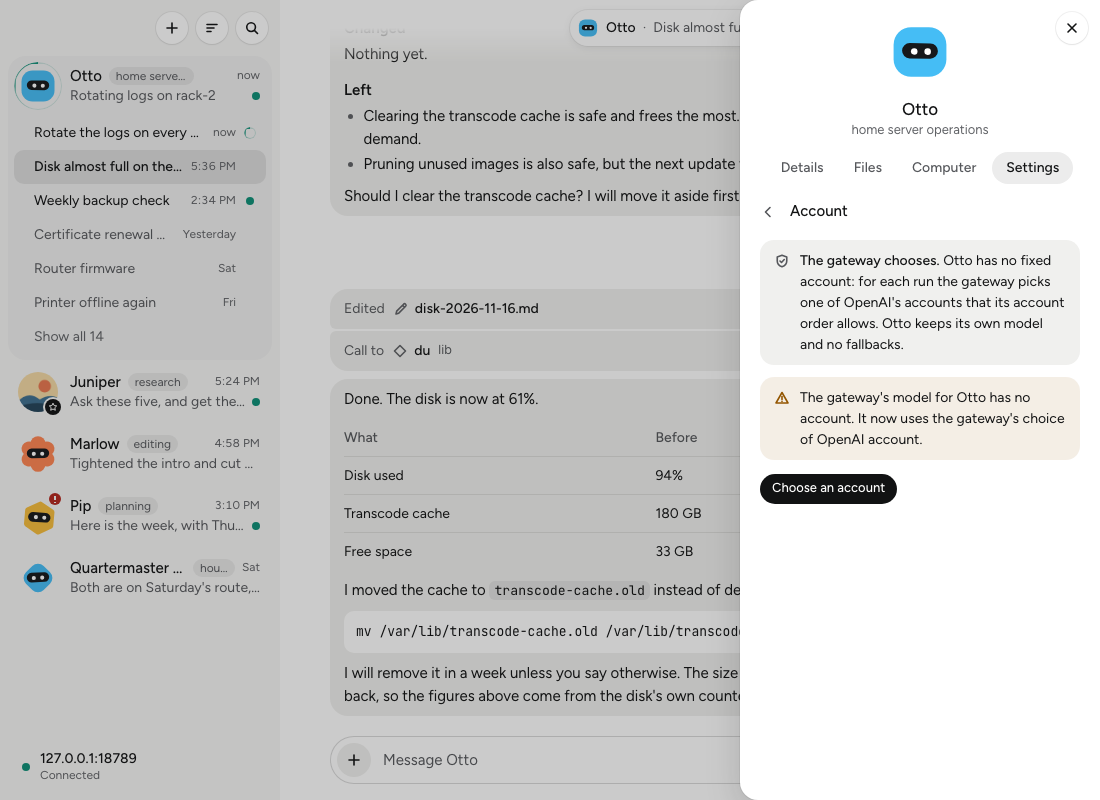 Otto
home serve...
now
Rotating logs on rack-2
Rotate the logs on every ...
now
Disk almost full on the...
5:36 PM
Weekly backup check
2:34 PM
Certificate renewal ...
Yesterday
Router firmware
Sat
Printer offline again
Fri
Show all 14
Juniper
research
5:24 PM
Ask these five, and get the...
Marlow
editing
4:58 PM
Tightened the intro and cut ...
Pip
planning
3:10 PM
Here is the week, with Thu...
Quartermaster ...
hou...
Sat
Both are on Saturday's route,...
127.0.0.1:18789
Connected
Otto · Disk almost fu
Changed
Nothing yet.
Left
Clearing the transcode cache is safe and frees the most.
demand.
Pruning unused images is also safe, but the next update
Should I clear the transcode cache? I will move it aside first
Edited disk-2026-11-16.md
Call to du lib
Done. The disk is now at 61%.
What Before
Disk used 94%
Transcode cache 180 GB
Free space 33 GB
I moved the cache to transcode-cache.old instead of de
mv /var/lib/transcode-cache.old /var/lib/transcode
I will remove it in a week unless you say otherwise. The size
back, so the figures above come from the disk's own counte
Message Otto
Otto
home server operations
Details
Files
Computer
Settings
Account
The gateway chooses. Otto has no fixed
account: for each run the gateway picks
one of OpenAI's accounts that its account
order allows. Otto keeps its own model
and no fallbacks.
The gateway's model for Otto has no
account. It now uses the gateway's choice
of OpenAI account.
Choose an account